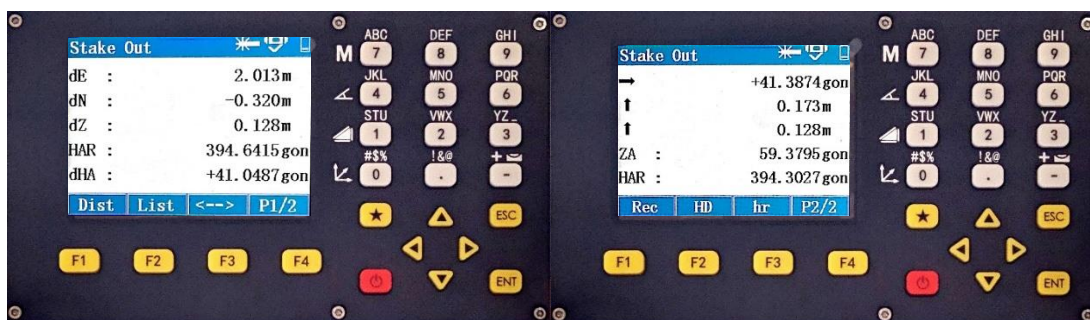 Stake Out
dE : 2.013m
dN : -0.320m
dZ : 0.128m
HAR : 394.6415gon
dHA : +41.0487gon
Dist List <--> P1/2
F1 F2 F3 F4
M
ABC DEF GHI
7 8 9
JKL MNO PQR
4 5 6
STU VWX YZ_
1 2 3
#$% !&@ +
0 . -
★ ESC
ENT
Stake Out
→ +41.3874gon
↑ 0.173m
↑ 0.128m
ZA : 59.3795gon
HAR : 394.3027gon
Rec HD hr P2/2
F1 F2 F3 F4
M
ABC DEF GHI
7 8 9
JKL MNO PQR
4 5 6
STU VWX YZ_
1 2 3
#$% !&@ +
0 . -
★ ESC
ENT